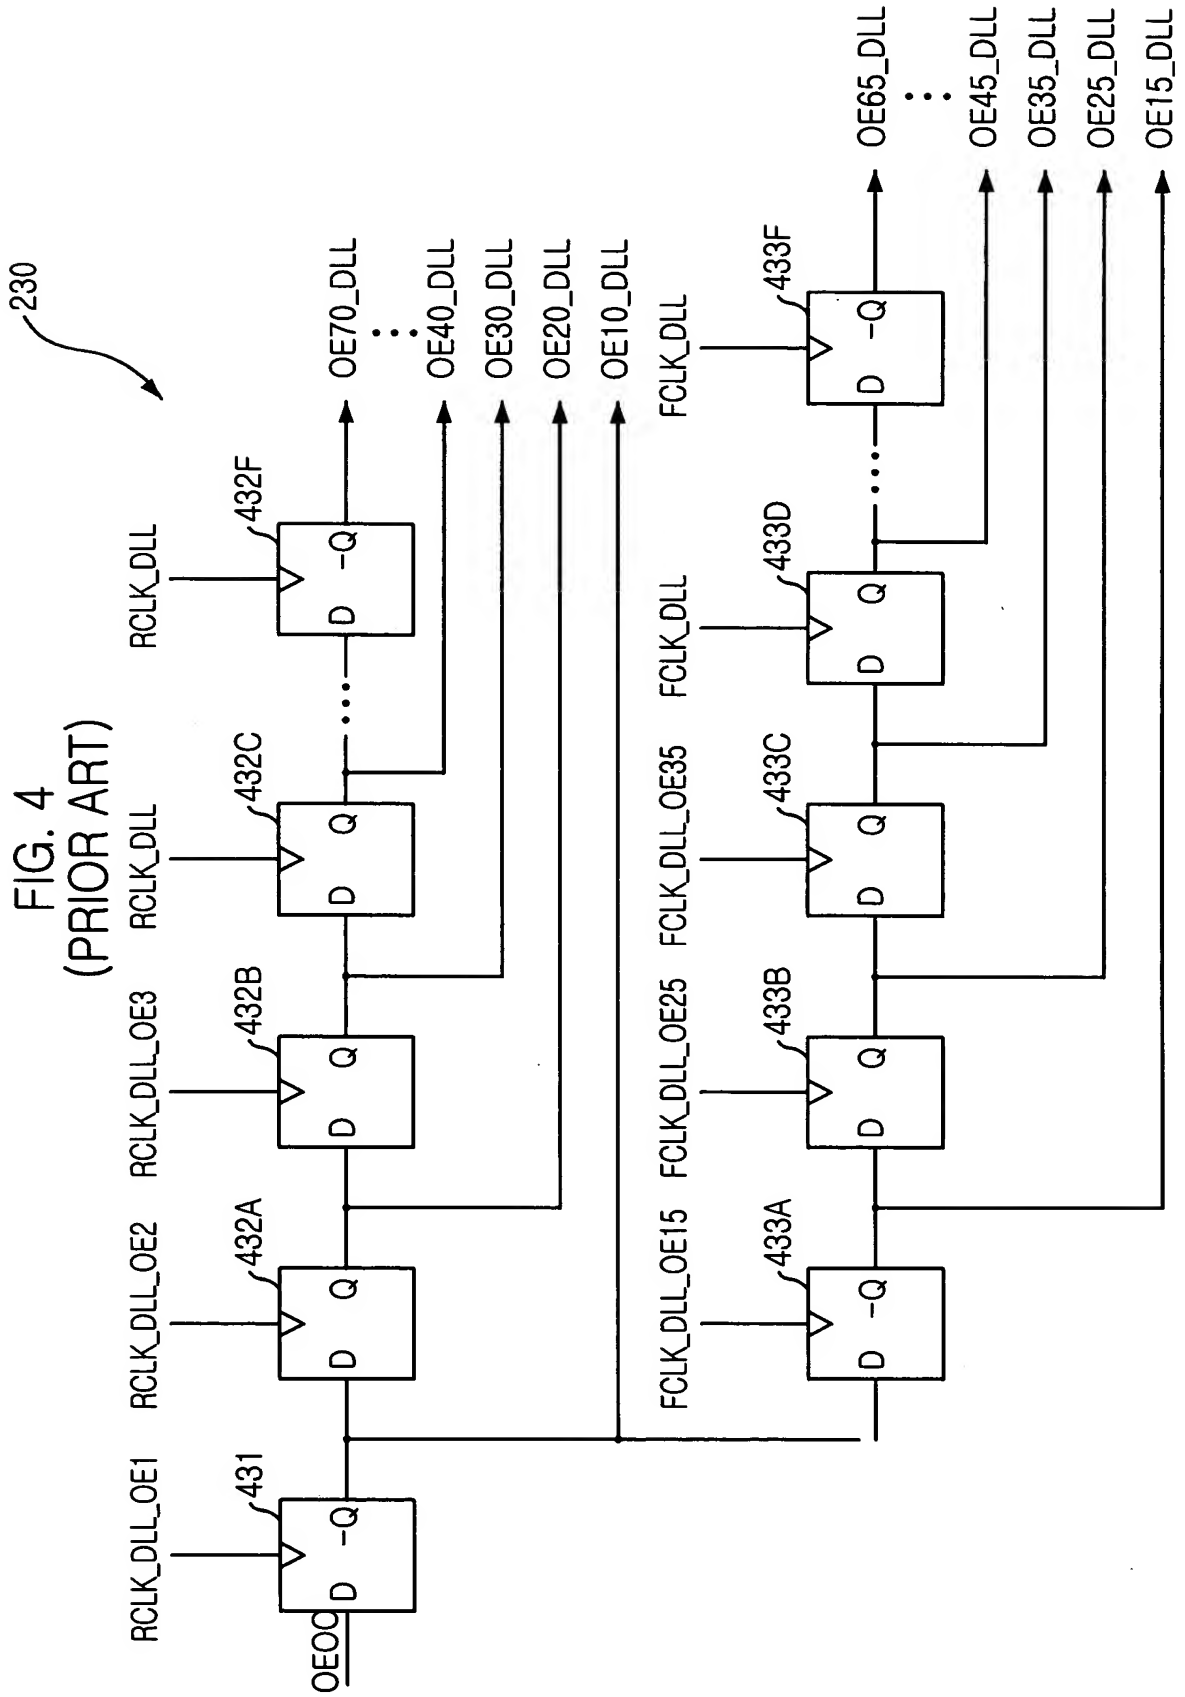 FIG. 4
(PRIOR ART)
230
RCLK_DLL_OE1
RCLK_DLL_OE2
RCLK_DLL_OE3
RCLK_DLL
RCLK_DLL
431
432A
432B
432C
432F
OE00
D -Q
D Q
D Q
D Q
D -Q
OE70_DLL
OE40_DLL
OE30_DLL
OE20_DLL
OE10_DLL
FCLK_DLL_OE15
FCLK_DLL_OE25
FCLK_DLL_OE35
FCLK_DLL
FCLK_DLL
433A
433B
433C
433D
433F
D -Q
D Q
D Q
D Q
D -Q
OE65_DLL
OE45_DLL
OE35_DLL
OE25_DLL
OE15_DLL